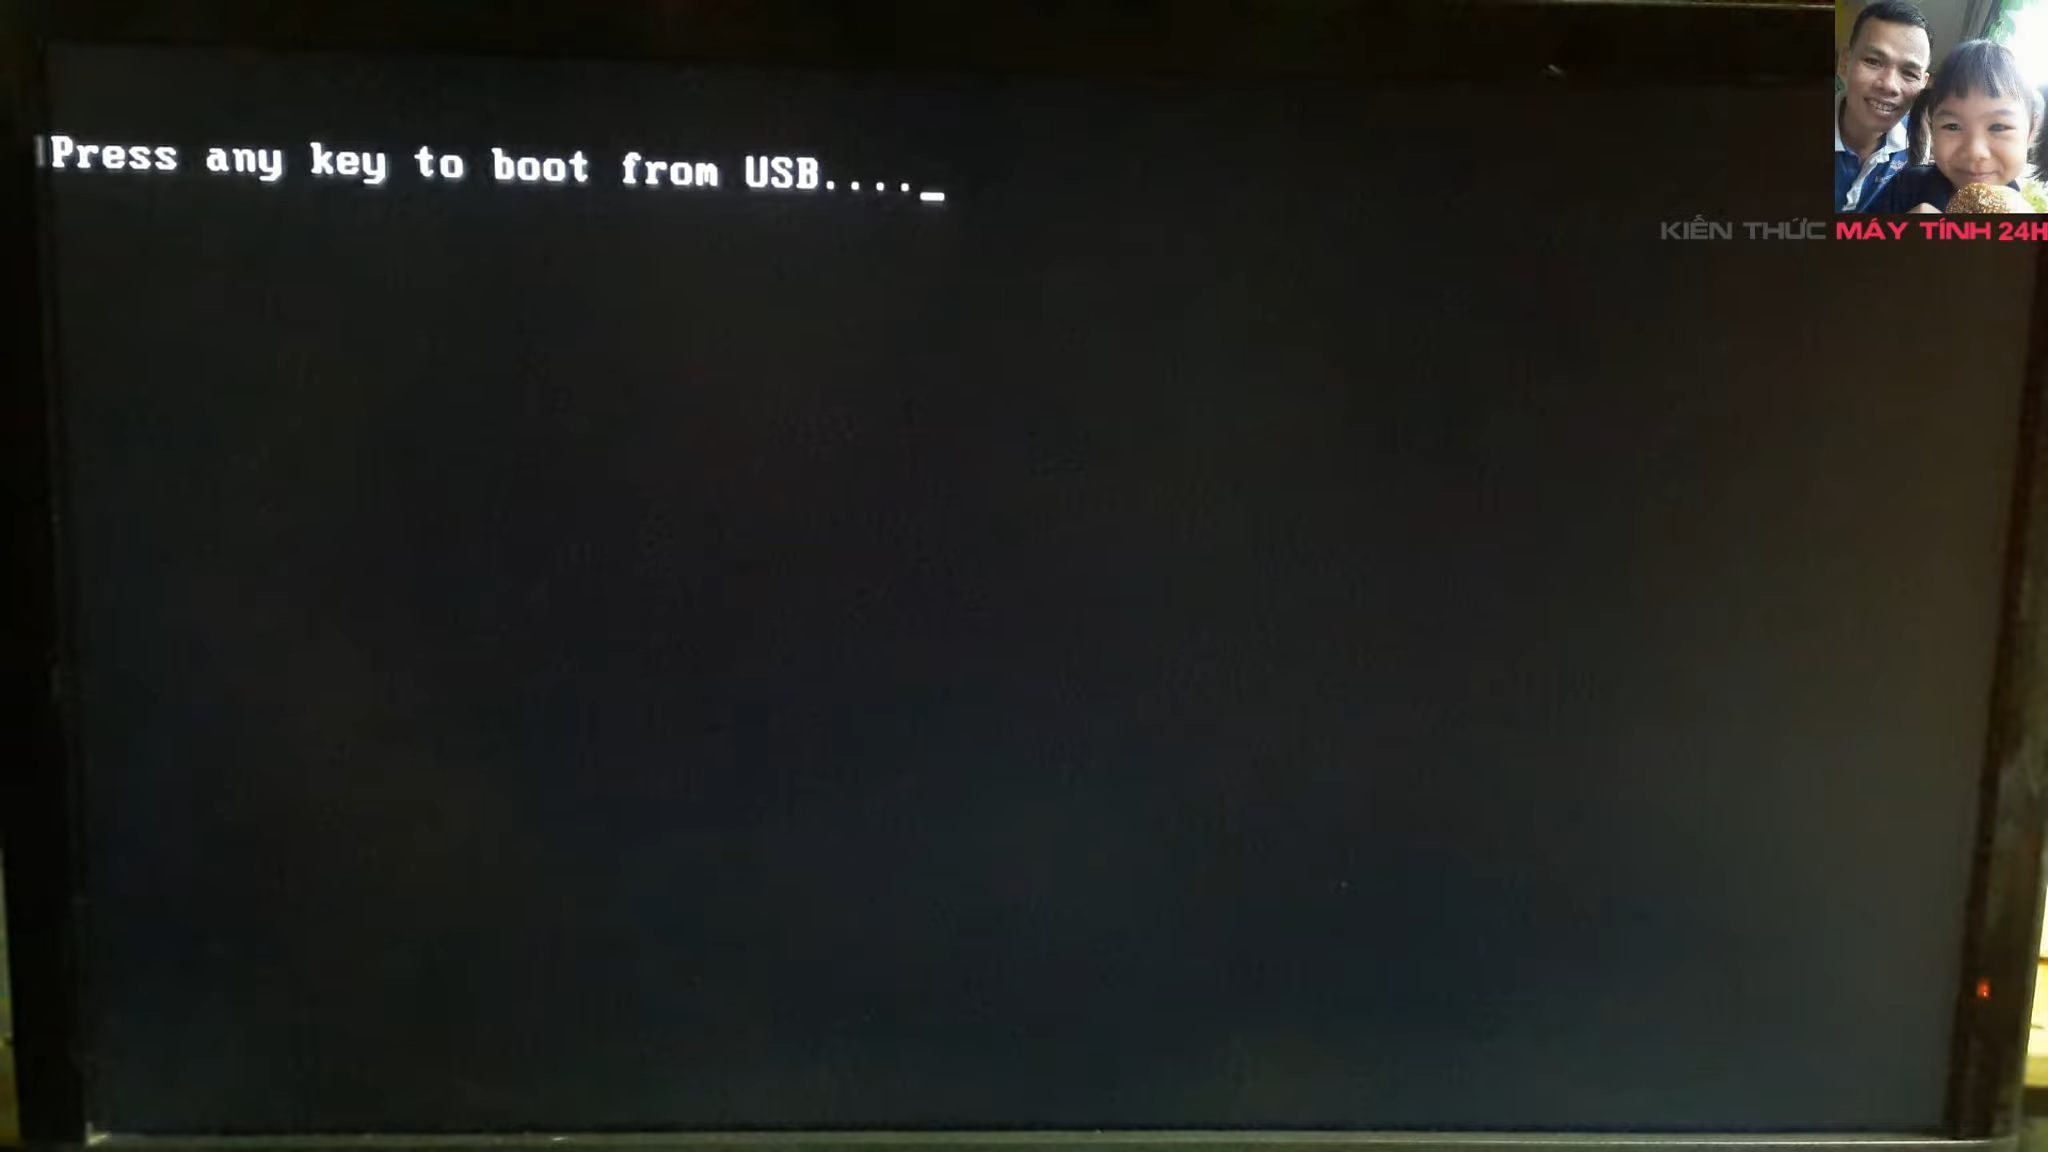 Press any key to boot from USB...._
KIẾN THỨC MÁY TÍNH 24H